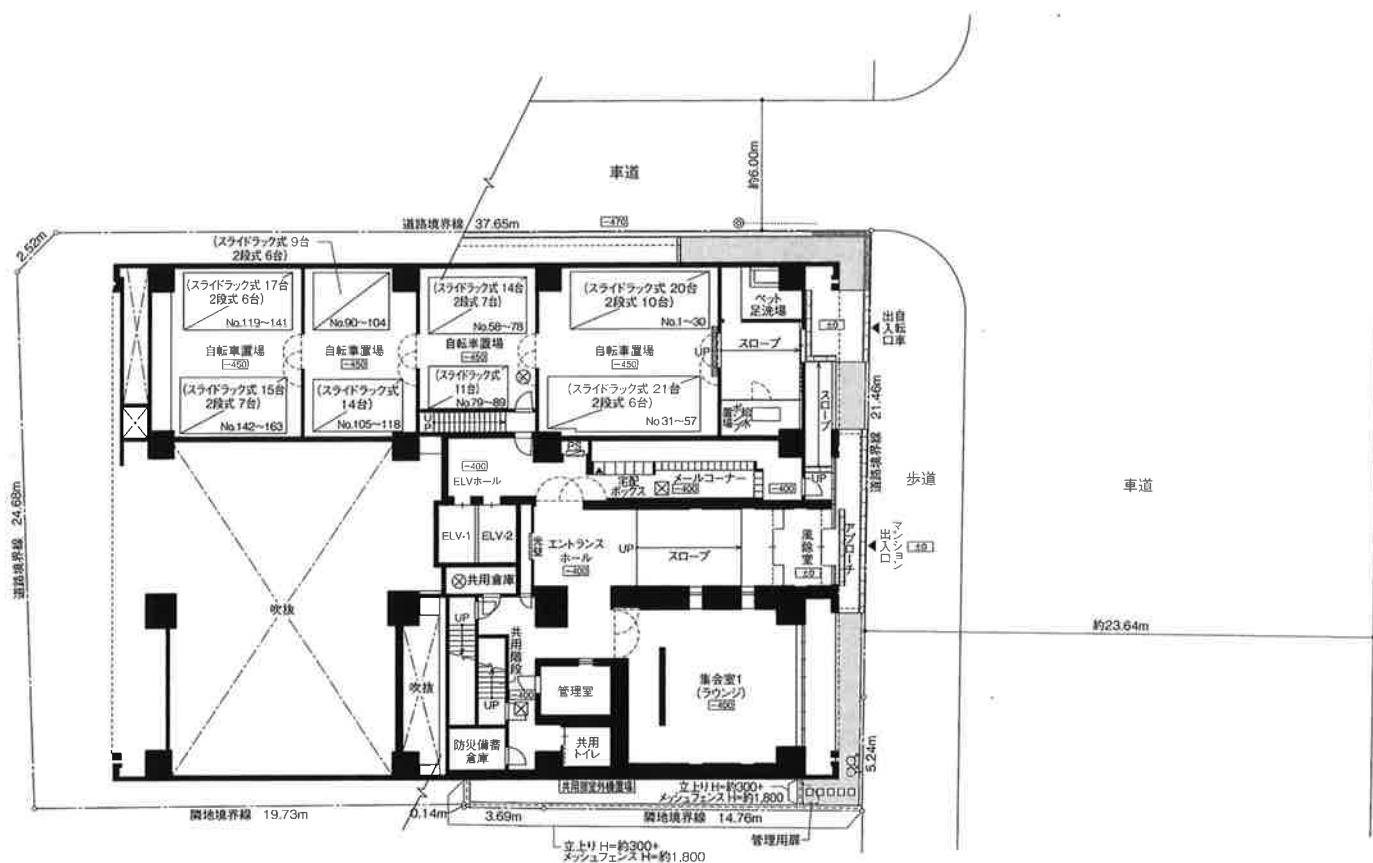 車道
約6.00m
道路境界線 37.65m
-470
2.52m
(スライドラック式 9台
2段式 6台)
(スライドラック式 17台
2段式 6台)
No.119〜141
No.90〜104
(スライドラック式 14台
2段式 7台)
No.58〜78
(スライドラック式 20台
2段式 10台)
No.1〜30
ペット
足洗場
±0
自転車
出入口
自転車置場
-450
自転車置場
-450
自転車置場
-450
自転車置場
-450
UP
スロープ
(スライドラック式 15台
2段式 7台)
No.142〜163
(スライドラック式
14台)
No.105〜118
(スライドラック式
11台)
No.79〜89
(スライドラック式 21台
2段式 6台)
No 31〜57
スロープ
道路境界線 21.46m
UP
-400
ELVホール
PS
宅配
ボックス
メールコーナー
-400
-400
UP
歩道
車道
道路境界線 24.68m
ELV-1
ELV-2
エントランス
ホール
-400
UP
スロープ
風除室
±0
アプローチ
マンション
出入口
±0
共用倉庫
吹抜
UP
共用階段
-400
UP
吹抜
管理室
集会室1
(ラウンジ)
-400
約23.64m
防災備蓄
倉庫
共用
トイレ
5.24m
共用部室外機置場
立上り H=約300+
メッシュフェンス H=約1,800
隣地境界線 19.73m
0.14m
3.69m
隣地境界線 14.76m
管理用扉
立上り H=約300+
メッシュフェンス H=約1,800